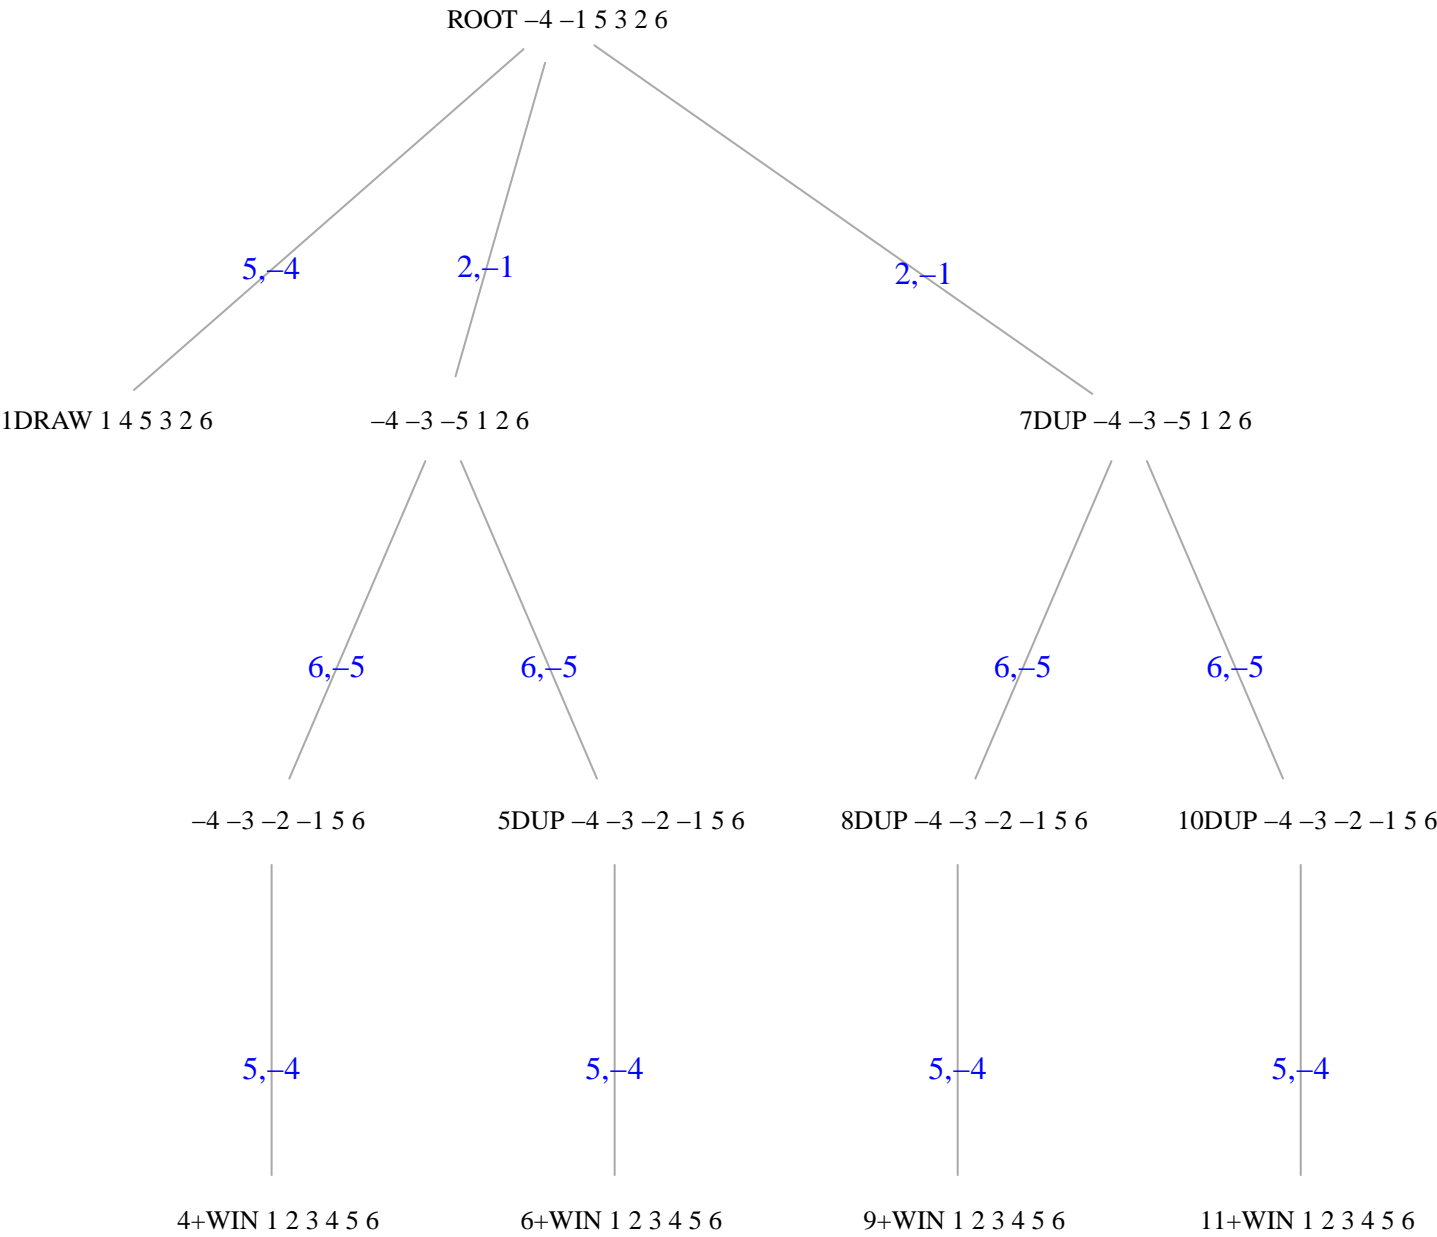 ROOT –4 –1 5 3 2 6
5,–4
2,–1
2,–1
1DRAW 1 4 5 3 2 6
–4 –3 –5 1 2 6
7DUP –4 –3 –5 1 2 6
6,–5
6,–5
6,–5
6,–5
–4 –3 –2 –1 5 6
5DUP –4 –3 –2 –1 5 6
8DUP –4 –3 –2 –1 5 6
10DUP –4 –3 –2 –1 5 6
5,–4
5,–4
5,–4
5,–4
4+WIN 1 2 3 4 5 6
6+WIN 1 2 3 4 5 6
9+WIN 1 2 3 4 5 6
11+WIN 1 2 3 4 5 6